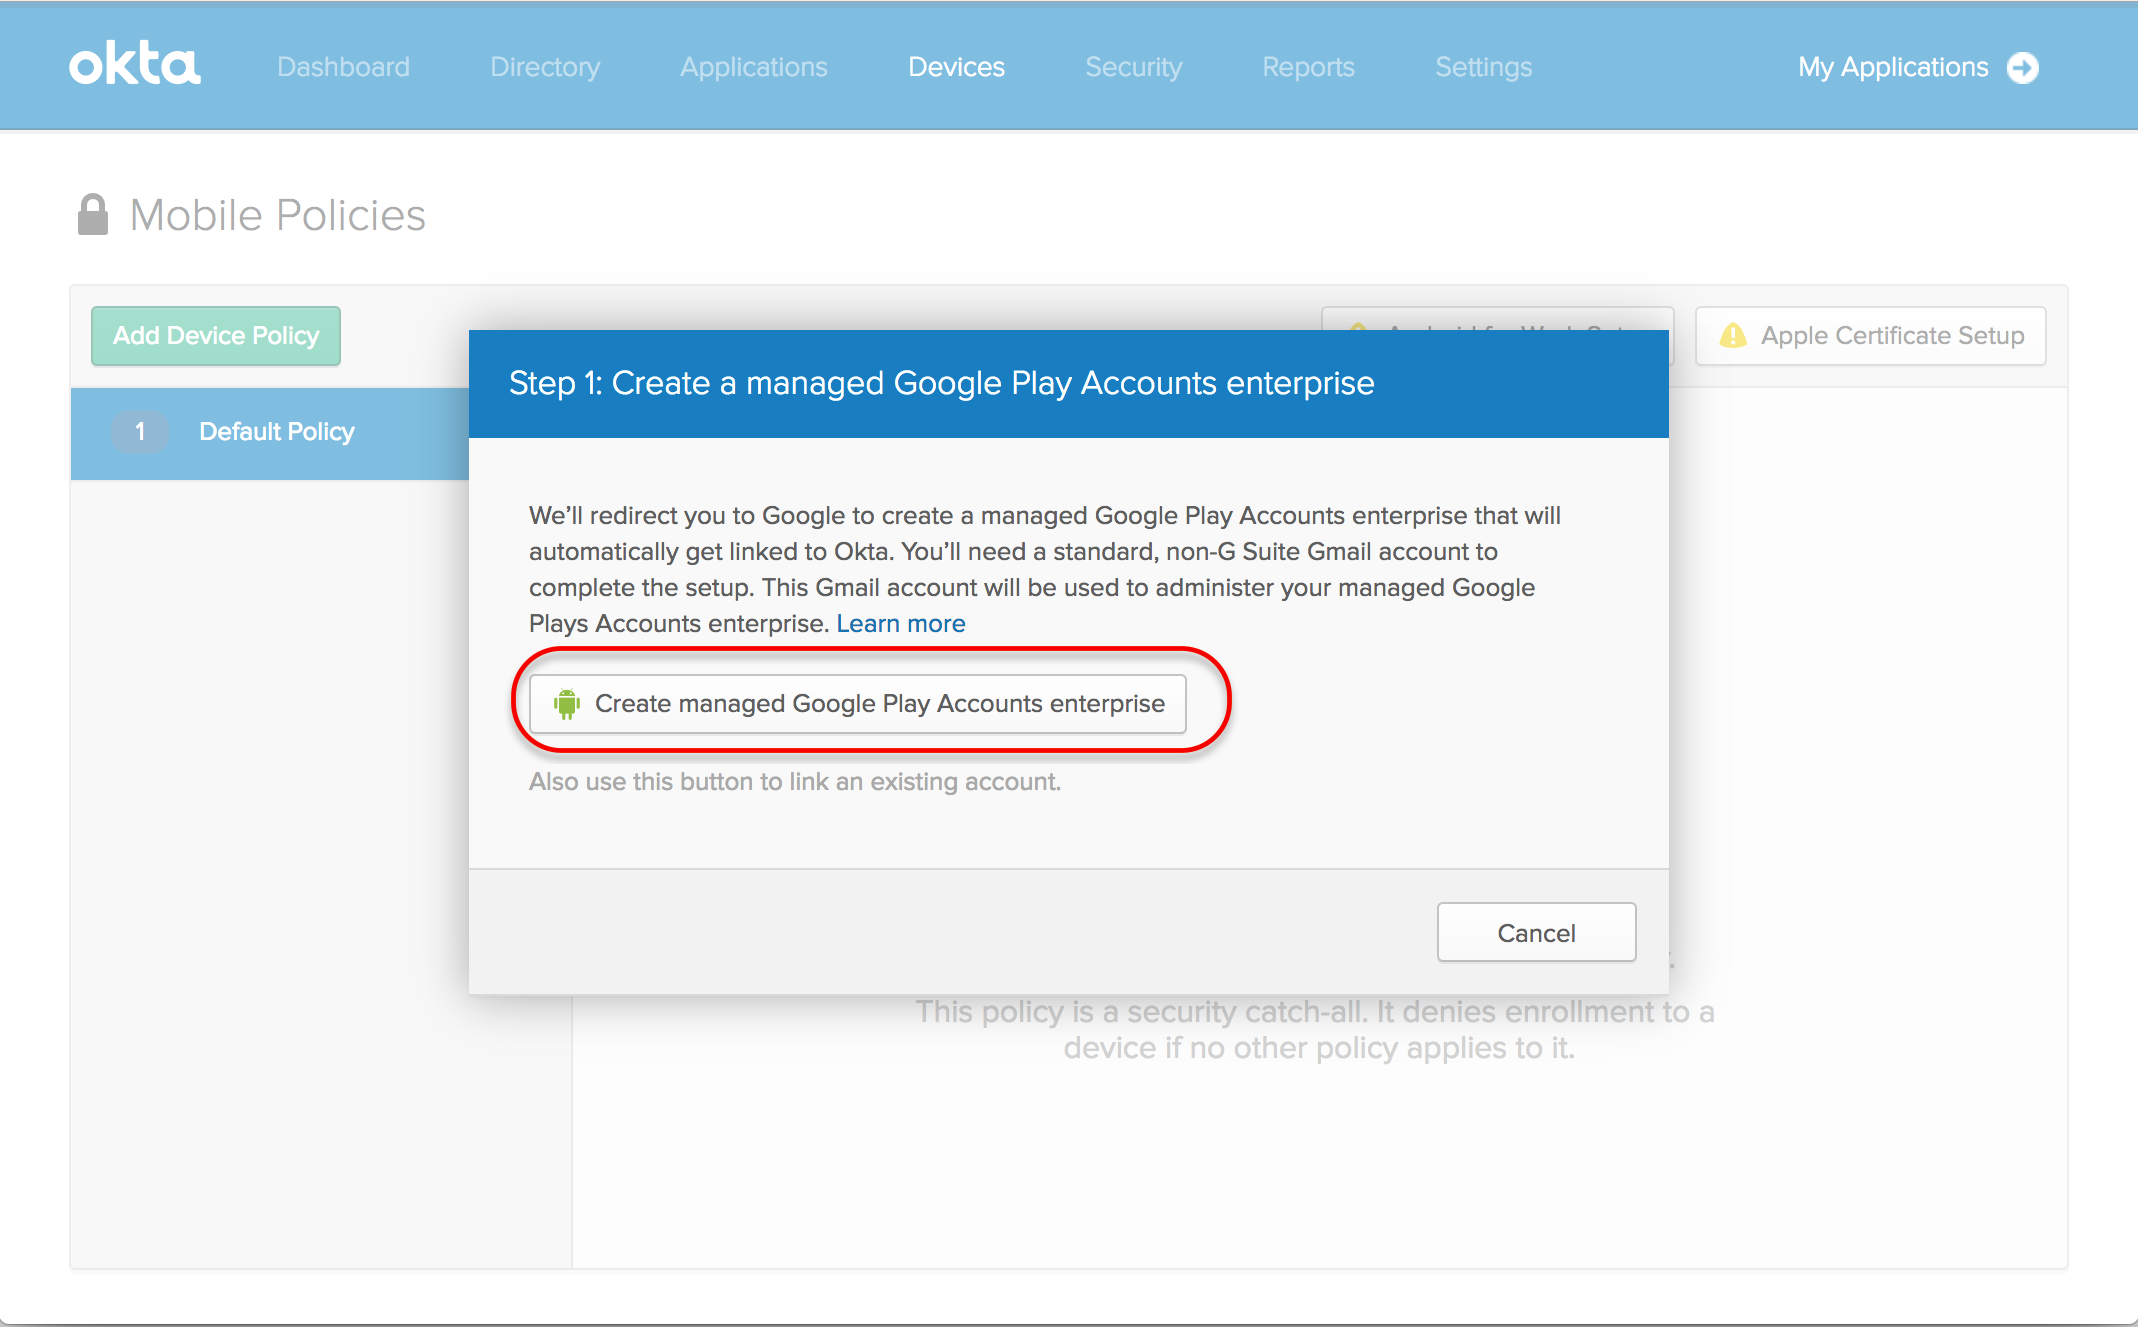 okta
Dashboard
Directory
Applications
Devices
Security
Reports
Settings
My Applications
Mobile Policies
Add Device Policy
Apple Certificate Setup
1
Default Policy
Step 1: Create a managed Google Play Accounts enterprise
We'll redirect you to Google to create a managed Google Play Accounts enterprise that will
automatically get linked to Okta. You'll need a standard, non-G Suite Gmail account to
complete the setup. This Gmail account will be used to administer your managed Google
Plays Accounts enterprise. Learn more
Create managed Google Play Accounts enterprise
Also use this button to link an existing account.
Cancel
This policy is a security catch-all. It denies enrollment to a
device if no other policy applies to it.